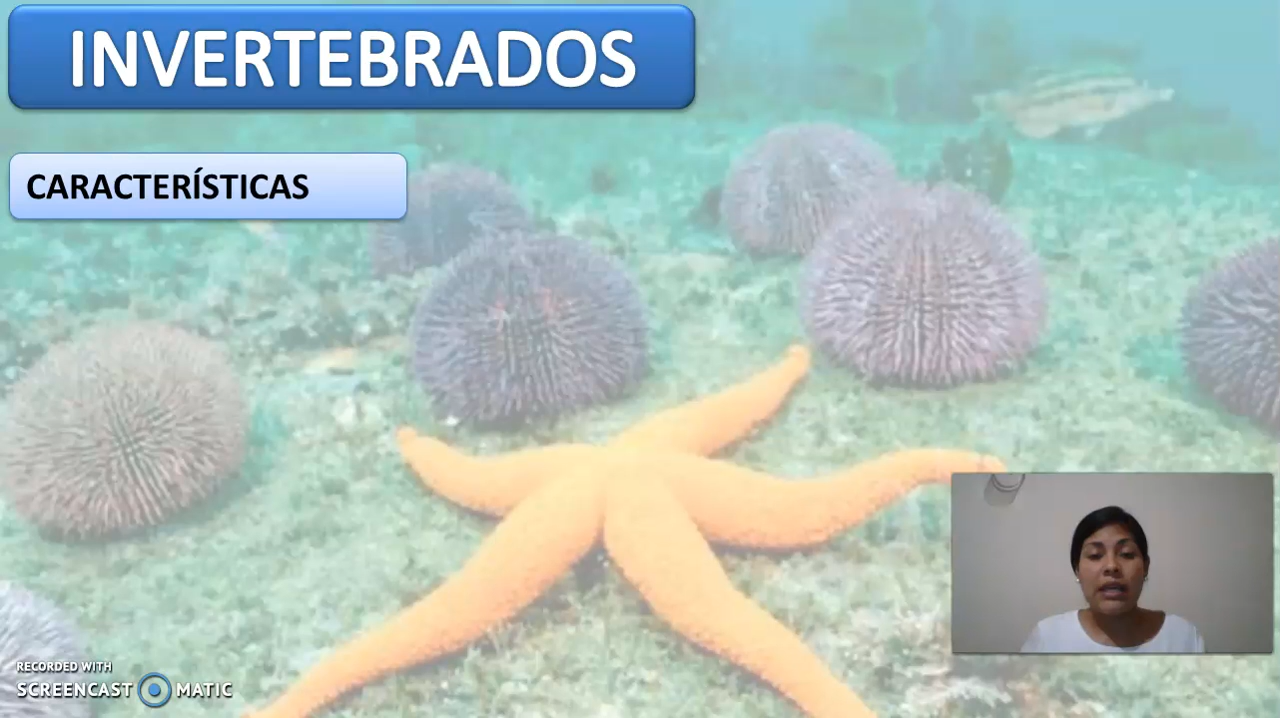 INVERTEBRADOS
CARACTERÍSTICAS
RECORDED WITH
SCREENCAST MATIC